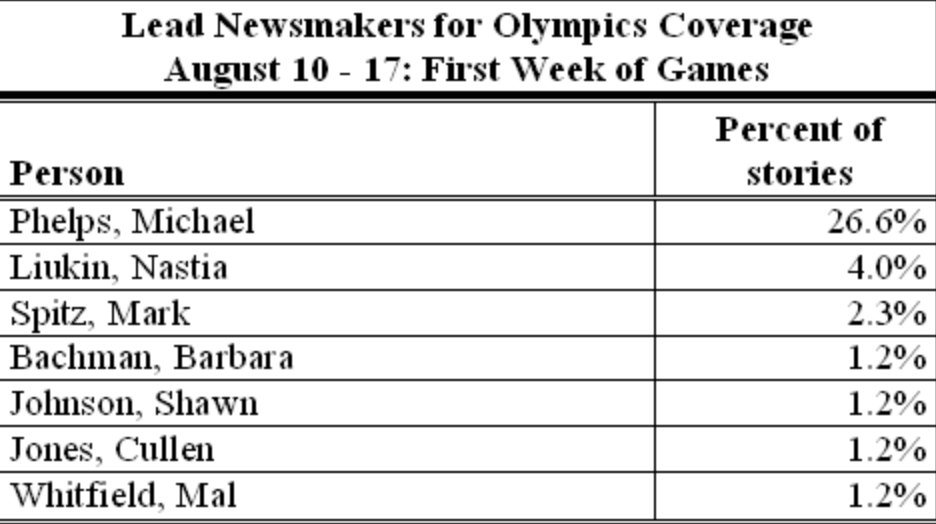 Lead Newsmakers for Olympics Coverage
August 10 - 17: First Week of Games
Person
Percent of
stories
Phelps, Michael 26.6%
Liukin, Nastia 4.0%
Spitz, Mark 2.3%
Bachman, Barbara 1.2%
Johnson, Shawn 1.2%
Jones, Cullen 1.2%
Whitfield, Mal 1.2%